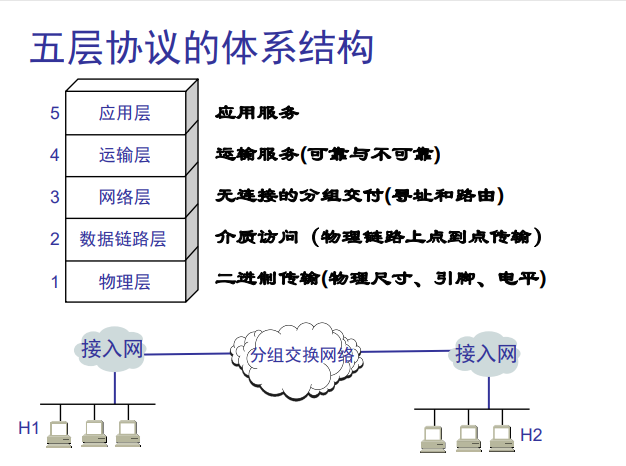 五层协议的体系结构
5 应用层 应用服务
4 运输层 运输服务(可靠与不可靠)
3 网络层 无连接的分组交付(寻址和路由)
2 数据链路层 介质访问（物理链路上点到点传输）
1 物理层 二进制传输(物理尺寸、引脚、电平)
接入网 分组交换网络 接入网
H1 H2